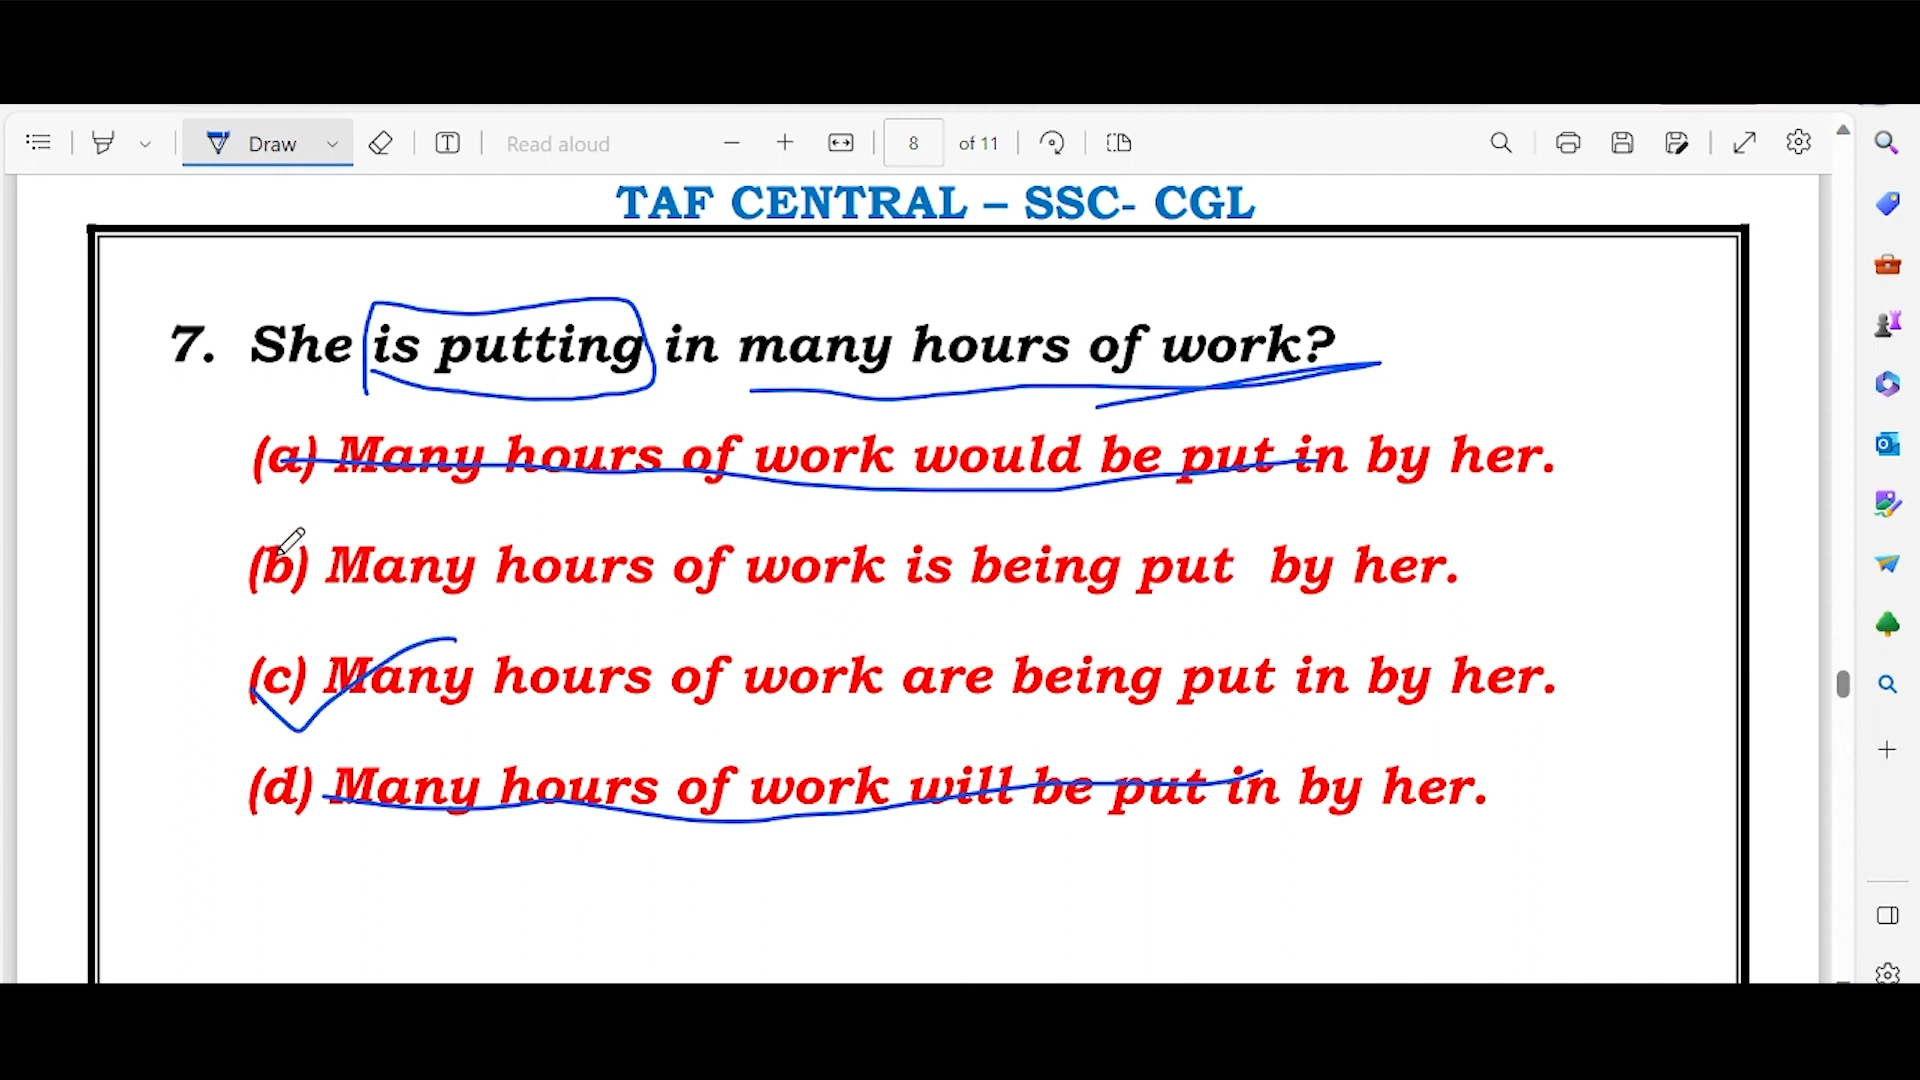 Draw
Read aloud
8
of 11
TAF CENTRAL – SSC- CGL
7. She is putting in many hours of work?
(a) Many hours of work would be put in by her.
(b) Many hours of work is being put by her.
(c) Many hours of work are being put in by her.
(d) Many hours of work will be put in by her.